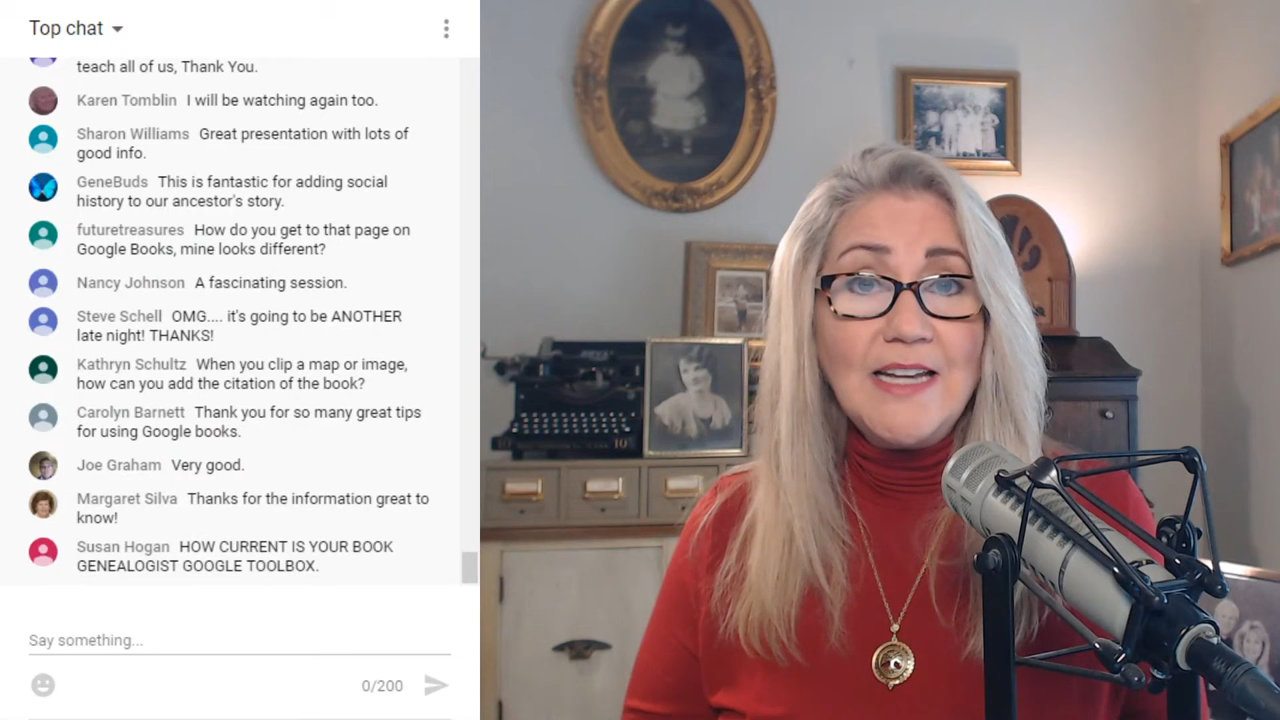 Top chat
teach all of us, Thank You.
Karen Tomblin I will be watching again too.
Sharon Williams Great presentation with lots of
good info.
GeneBuds This is fantastic for adding social
history to our ancestor's story.
futuretreasures How do you get to that page on
Google Books, mine looks different?
Nancy Johnson A fascinating session.
Steve Schell OMG.... it's going to be ANOTHER
late night! THANKS!
Kathryn Schultz When you clip a map or image,
how can you add the citation of the book?
Carolyn Barnett Thank you for so many great tips
for using Google books.
Joe Graham Very good.
Margaret Silva Thanks for the information great to
know!
Susan Hogan HOW CURRENT IS YOUR BOOK
GENEALOGIST GOOGLE TOOLBOX.
Say something...
0/200